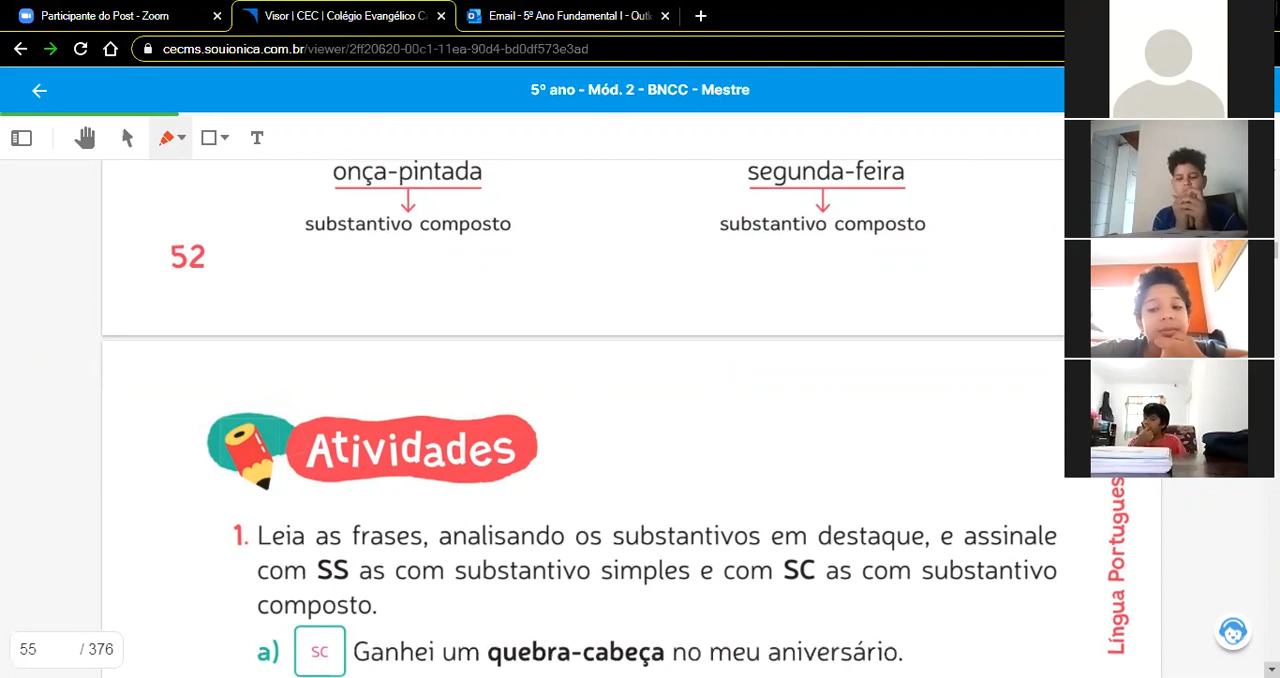 Participante do Post - Zoom
Visor | CEC | Colégio Evangélico C
Email - 5º Ano Fundamental I - Outl
cecms.souionica.com.br/viewer/2ff20620-00c1-11ea-90d4-bd0df573e3ad
5º ano - Mód. 2 - BNCC - Mestre
T
onça-pintada
segunda-feira
substantivo composto
substantivo composto
52
Atividades
1. Leia as frases, analisando os substantivos em destaque, e assinale
com SS as com substantivo simples e com SC as com substantivo
composto.
a) SC Ganhei um quebra-cabeça no meu aniversário.
Língua Portugues
55 / 376